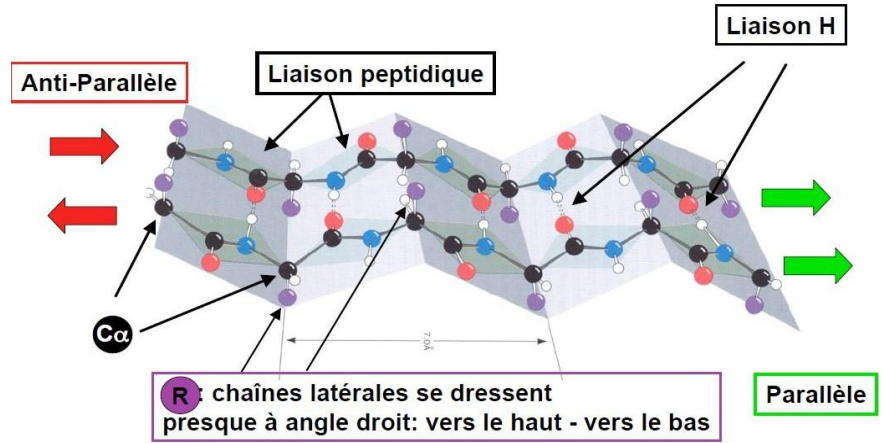 Liaison H
Anti-Parallèle
Liaison peptidique
Cα
7.0Å
R : chaînes latérales se dressent
presque à angle droit: vers le haut - vers le bas
Parallèle